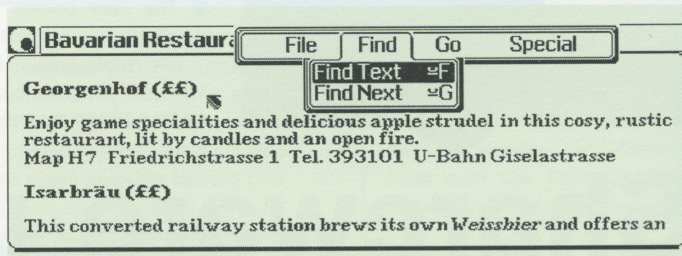 Bavarian Restaura
File Find Go Special
Find Text ⌥F
Find Next ⌥G
Georgenhof (££)
Enjoy game specialities and delicious apple strudel in this cosy, rustic
restaurant, lit by candles and an open fire.
Map H7 Friedrichstrasse 1 Tel. 393101 U-Bahn Giselastrasse
Isarbräu (££)
This converted railway station brews its own Weissbier and offers an